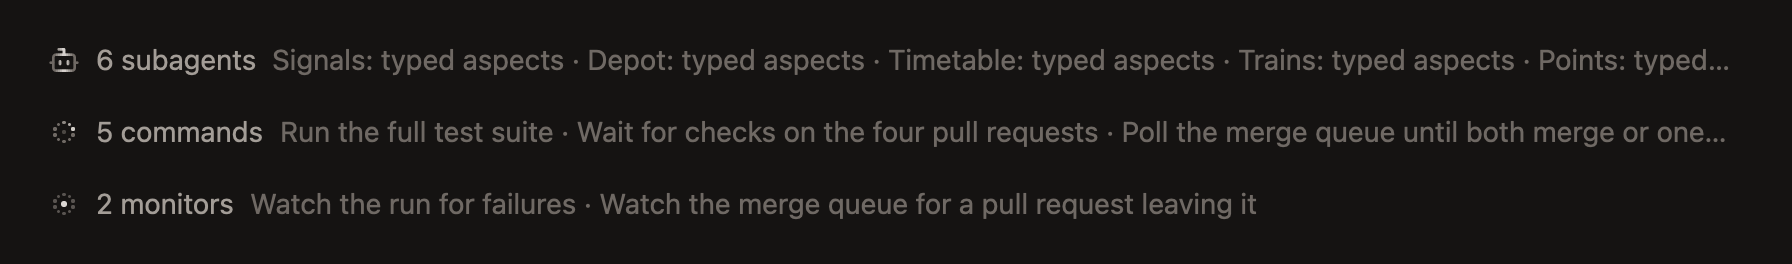 6 subagents Signals: typed aspects · Depot: typed aspects · Timetable: typed aspects · Trains: typed aspects · Points: typed...
5 commands Run the full test suite · Wait for checks on the four pull requests · Poll the merge queue until both merge or one...
2 monitors Watch the run for failures · Watch the merge queue for a pull request leaving it